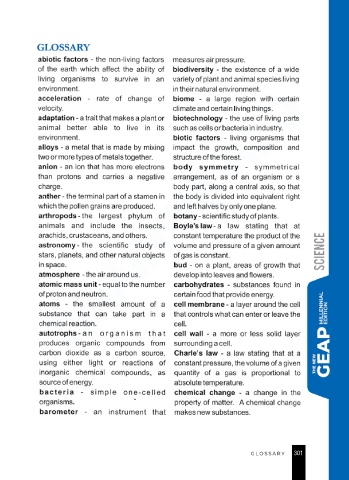 GLOSSARY
abiotic factors - the non-living factors
of the earth which affect the ability of
living organisms to survive in an
environment.
acceleration - rate of change of
velocity.
adaptation - a trait that makes a plant or
animal better able to live in its
environment.
alloys - a metal that is made by mixing
two or more types of metals together.
anion - an ion that has more electrons
than protons and carries a negative
charge.
anther - the terminal part of a stamen in
which the pollen grains are produced.
arthropods - the largest phylum of
animals and include the insects,
arachids, crustaceans, and others.
astronomy - the scientific study of
stars, planets, and other natural objects
in space.
atmosphere - the air around us.
atomic mass unit - equal to the number
of proton and neutron.
atoms - the smallest amount of a
substance that can take part in a
chemical reaction.
autotrophs - an organism that
produces organic compounds from
carbon dioxide as a carbon source,
using either light or reactions of
inorganic chemical compounds, as
source of energy.
bacteria - simple one-celled
organisms.
barometer - an instrument that
measures air pressure.
biodiversity - the existence of a wide
variety of plant and animal species living
in their natural environment.
biome - a large region with certain
climate and certain living things.
biotechnology - the use of living parts
such as cells or bacteria in industry.
biotic factors - living organisms that
impact the growth, composition and
structure of the forest.
body symmetry - symmetrical
arrangement, as of an organism or a
body part, along a central axis, so that
the body is divided into equivalent right
and left halves by only one plane.
botany - scientific study of plants.
Boyle's law - a law stating that at
constant temperature the product of the
volume and pressure of a given amount
of gas is constant.
bud - on a plant, areas of growth that
develop into leaves and flowers.
carbohydrates - substances found in
certain food that provide energy.
cell membrane - a layer around the cell
that controls what can enter or leave the
cell.
cell wall - a more or less solid layer
surrounding a cell.
Charle's law - a law stating that at a
constant pressure, the volume of a given
quantity of a gas is proportional to
absolute temperature.
chemical change - a change in the
property of matter. A chemical change
makes new substances.
SCIENCE
THE NEW
GEAP
MILLENNIAL
EDITION
GLOSSARY 301